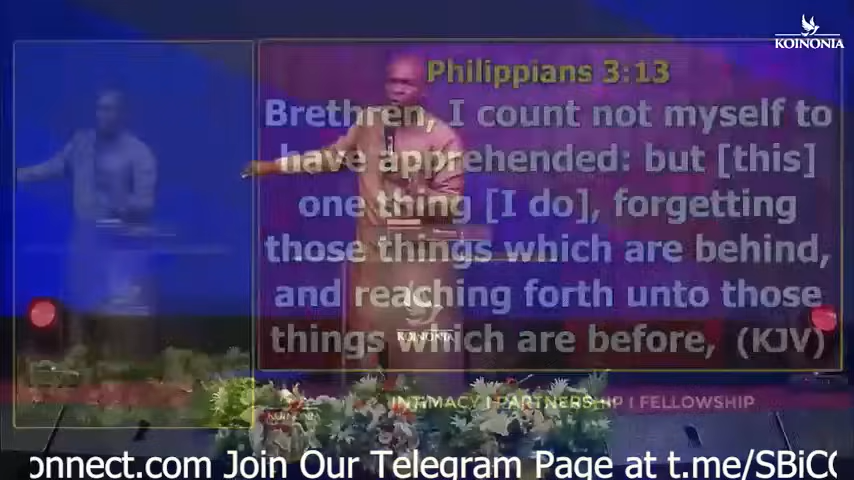 KOINONIA
Philippians 3:13
Brethren, I count not myself to
have apprehended: but [this]
one thing [I do], forgetting
those things which are behind,
and reaching forth unto those
things which are before, (KJV)
KOINONIA
KOINONIA
INTIMACY I PARTNERSHIP I FELLOWSHIP
onnect.com Join Our Telegram Page at t.me/SBiC